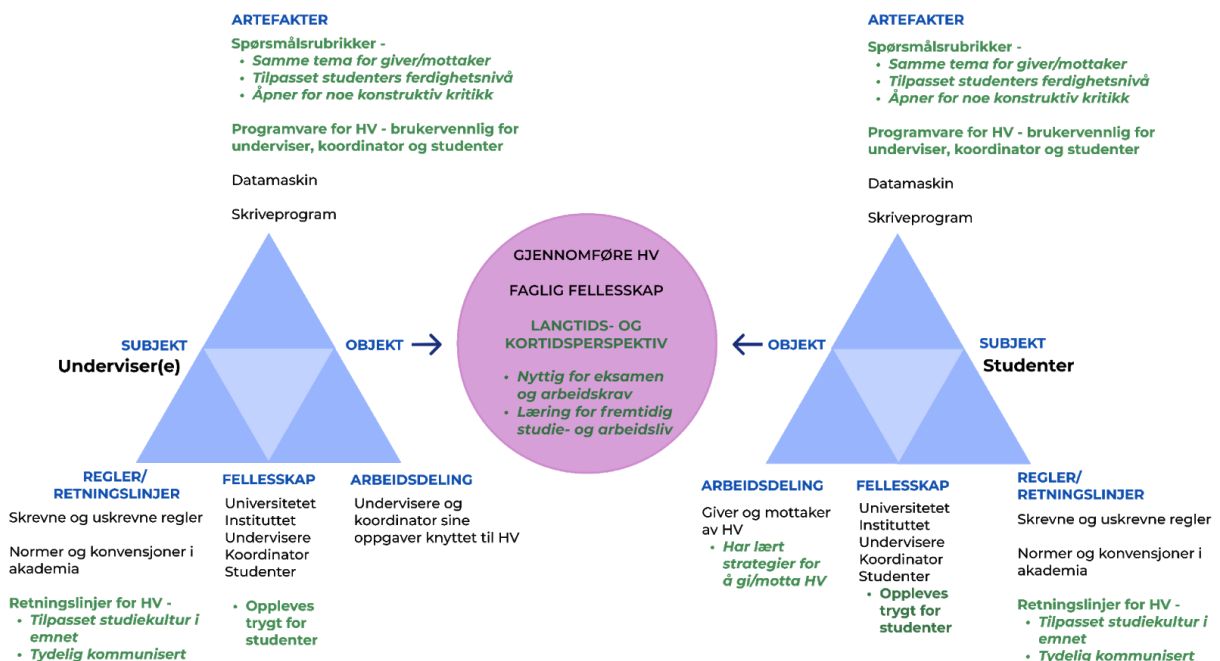 ARTEFAKTER
Spørsmålsrubrikker -
• Samme tema for giver/mottaker
• Tilpasset studenters ferdighetsnivå
• Åpner for noe konstruktiv kritikk
Programvare for HV - brukervennlig for
underviser, koordinator og studenter
Datamaskin
Skriveprogram
SUBJEKT
Underviser(e)
OBJEKT
REGLER/
RETNINGSLINJER
Skrevne og uskrevne regler
Normer og konvensjoner i
akademia
Retningslinjer for HV -
• Tilpasset studiekultur i
emnet
• Tydelig kommunisert
FELLESSKAP
Universitetet
Instituttet
Undervisere
Koordinator
Studenter
• Oppleves
trygt for
studenter
ARBEIDSDELING
Undervisere og
koordinator sine
oppgaver knyttet til HV
GJENNOMFØRE HV
FAGLIG FELLESSKAP
LANGTIDS- OG
KORTIDSPERSPEKTIV
• Nyttig for eksamen
og arbeidskrav
• Læring for fremtidig
studie- og arbeidsliv
ARTEFAKTER
Spørsmålsrubrikker -
• Samme tema for giver/mottaker
• Tilpasset studenters ferdighetsnivå
• Åpner for noe konstruktiv kritikk
Programvare for HV - brukervennlig for
underviser, koordinator og studenter
Datamaskin
Skriveprogram
OBJEKT
SUBJEKT
Studenter
ARBEIDSDELING
Giver og mottaker
av HV
• Har lært
strategier for
å gi/motta HV
FELLESSKAP
Universitetet
Instituttet
Undervisere
Koordinator
Studenter
• Oppleves
trygt for
studenter
REGLER/
RETNINGSLINJER
Skrevne og uskrevne regler
Normer og konvensjoner i
akademia
Retningslinjer for HV -
• Tilpasset studiekultur i
emnet
• Tydelig kommunisert